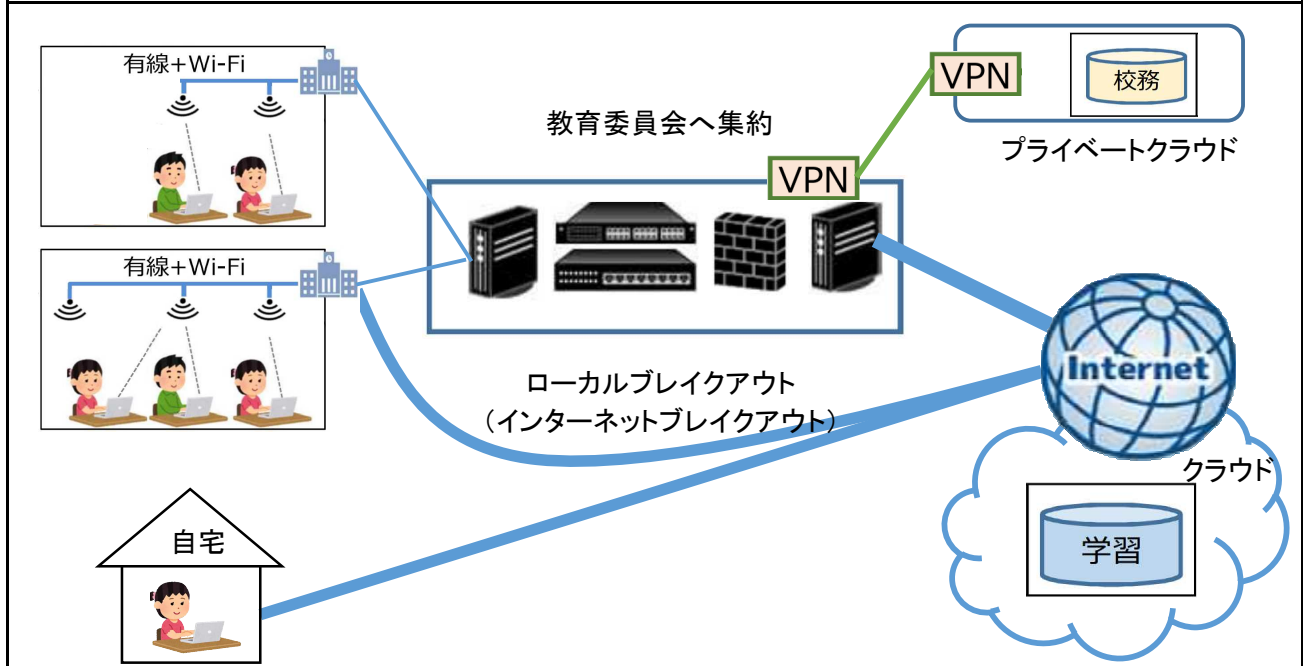 有線+Wi-Fi
教育委員会へ集約
VPN
VPN
校務
プライベートクラウド
有線+Wi-Fi
ローカルブレイクアウト
（インターネットブレイクアウト）
Internet
クラウド
学習
自宅